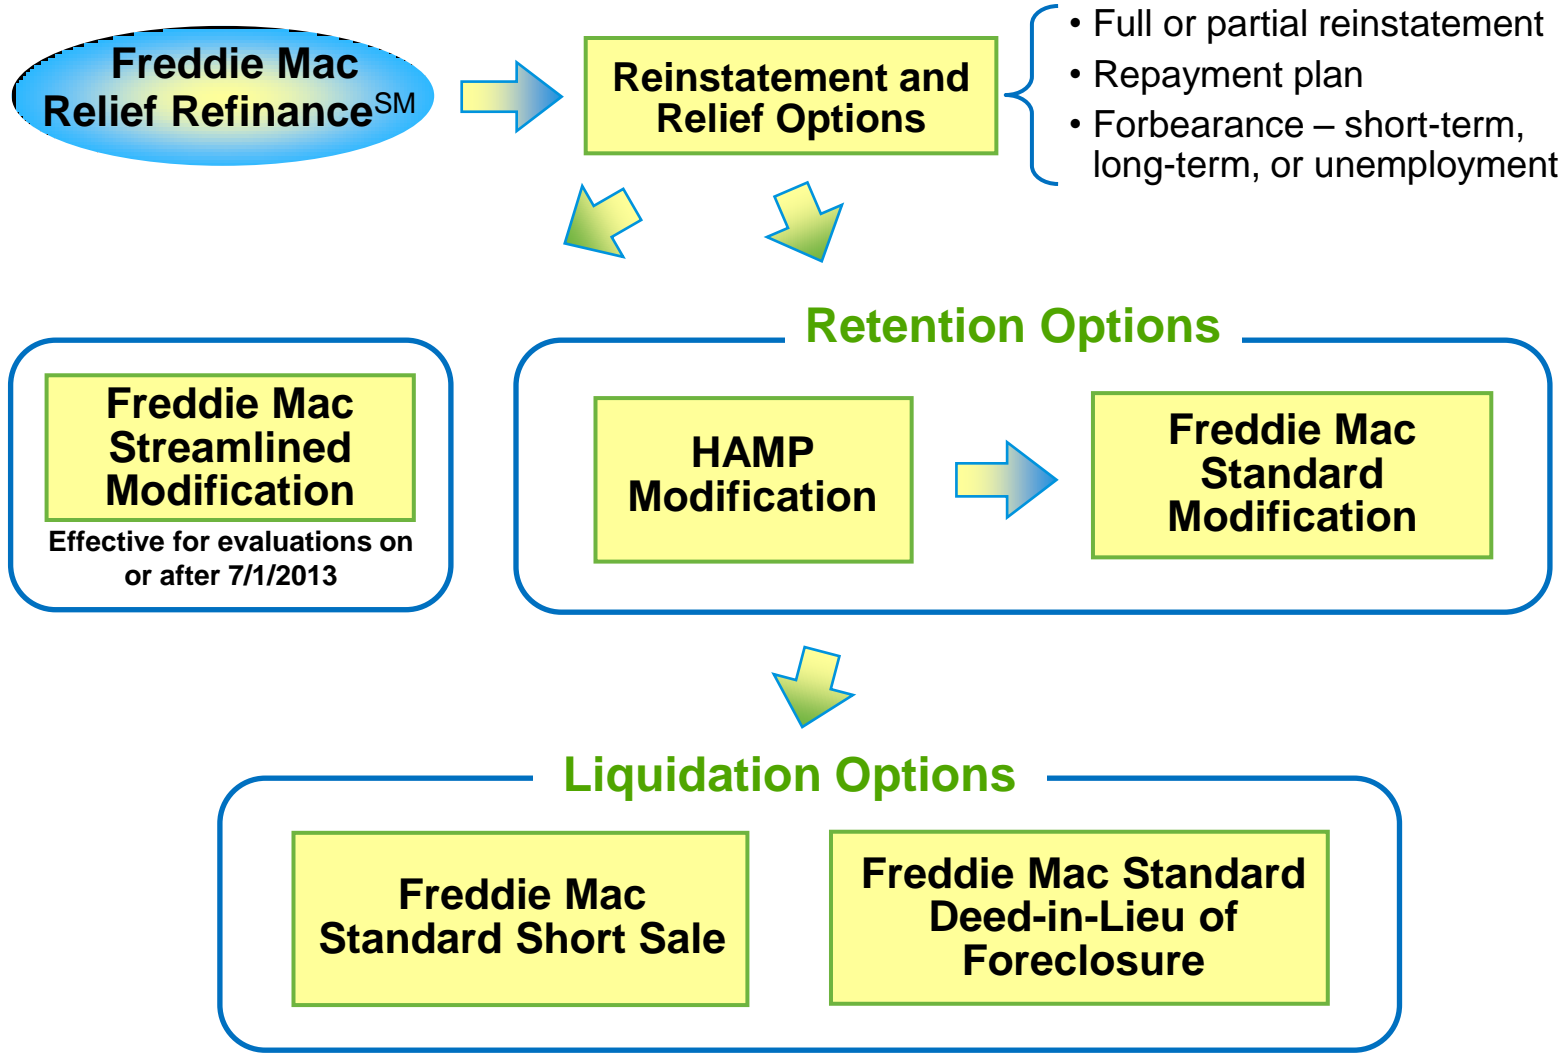 Freddie Mac
Relief Refinance℠
Reinstatement and
Relief Options
• Full or partial reinstatement
• Repayment plan
• Forbearance – short-term,
long-term, or unemployment
Retention Options
Freddie Mac
Streamlined
Modification
Effective for evaluations on
or after 7/1/2013
HAMP
Modification
Freddie Mac
Standard
Modification
Liquidation Options
Freddie Mac
Standard Short Sale
Freddie Mac Standard
Deed-in-Lieu of
Foreclosure